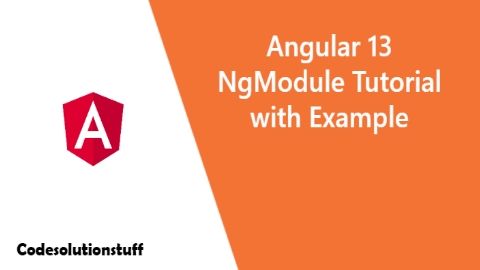 Angular 13
NgModule Tutorial
with Example
A
Codesolutionstuff